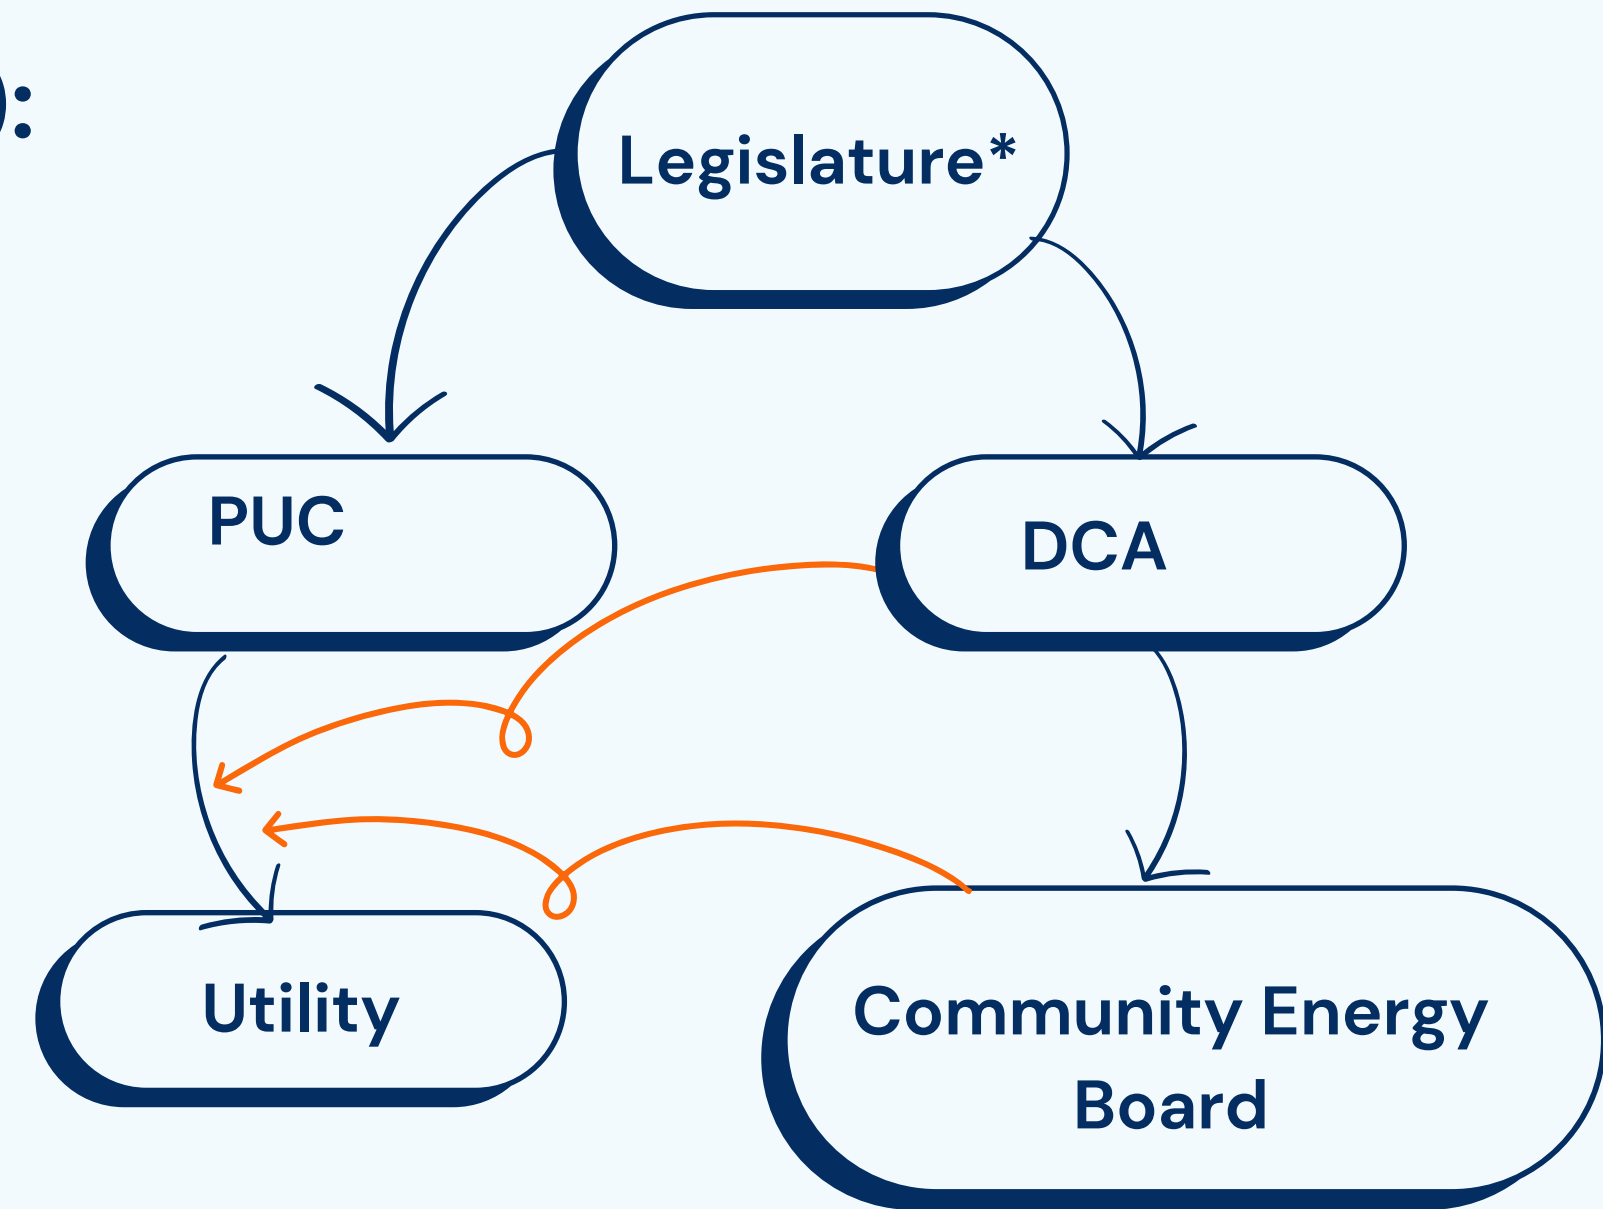 :
Legislature*
PUC
DCA
Utility
Community Energy
Board